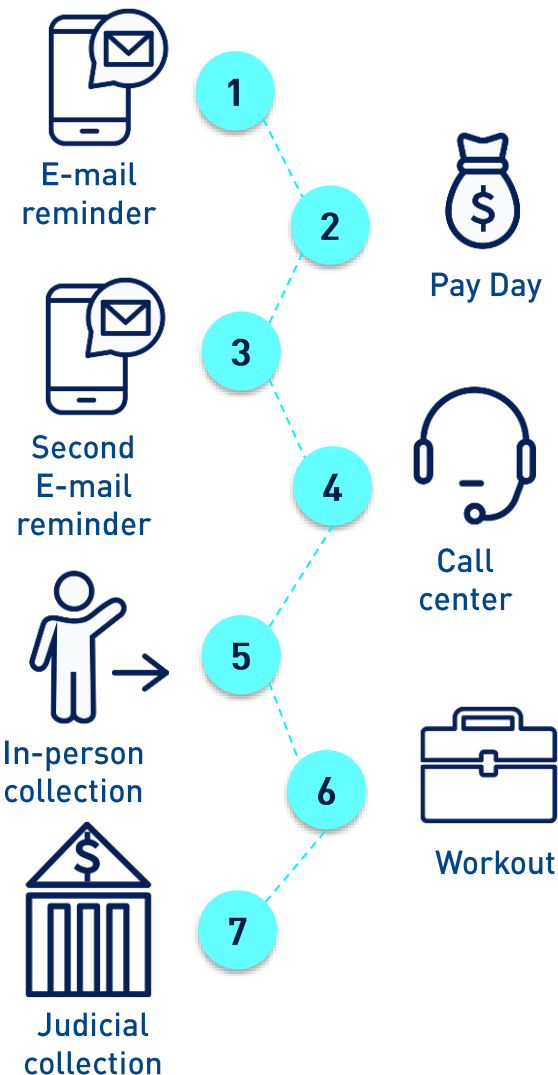 1
E-mail
reminder
2
$
Pay Day
3
Second
E-mail
reminder
4
Call
center
5
In-person
collection
6
Workout
7
$
Judicial
collection